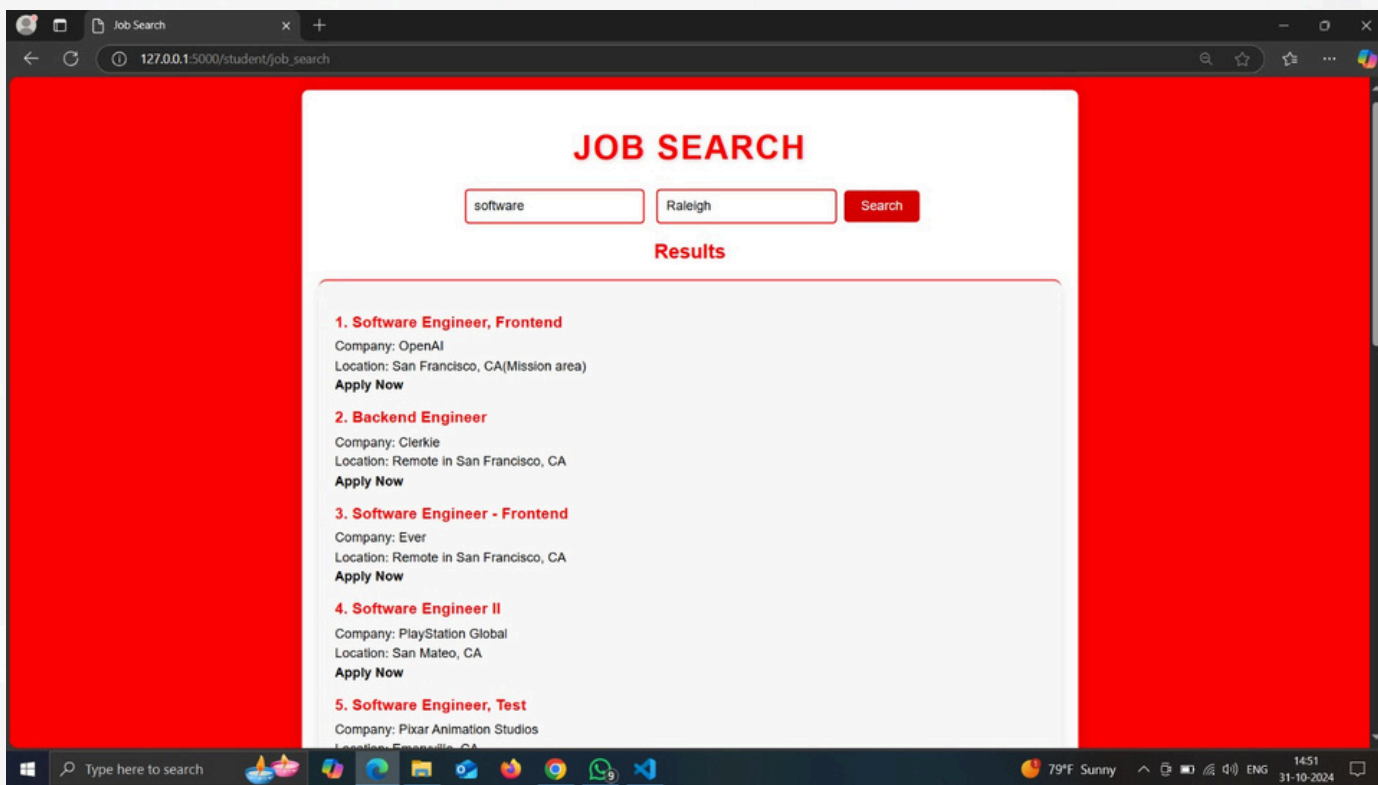 Job Search
127.0.0.1:5000/student/job_search
JOB SEARCH
software
Raleigh
Search
Results
1. Software Engineer, Frontend
Company: OpenAI
Location: San Francisco, CA(Mission area)
Apply Now
2. Backend Engineer
Company: Clerkie
Location: Remote in San Francisco, CA
Apply Now
3. Software Engineer - Frontend
Company: Ever
Location: Remote in San Francisco, CA
Apply Now
4. Software Engineer II
Company: PlayStation Global
Location: San Mateo, CA
Apply Now
5. Software Engineer, Test
Company: Pixar Animation Studios
Location: Emeryville, CA
Type here to search
9
79°F Sunny
ENG
14:51
31-10-2024